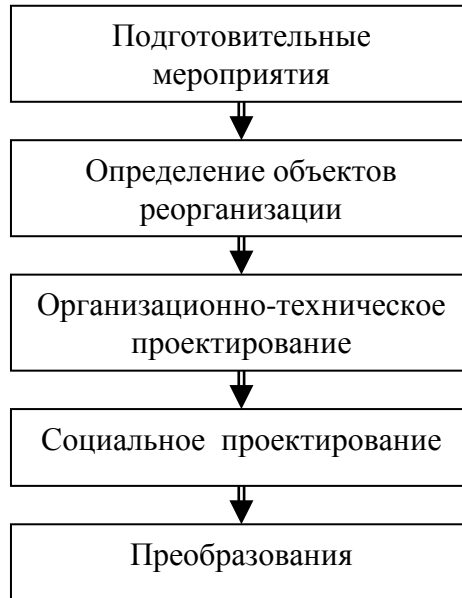 Подготовительные
мероприятия
Определение объектов
реорганизации
Организационно-техническое
проектирование
Социальное проектирование
Преобразования